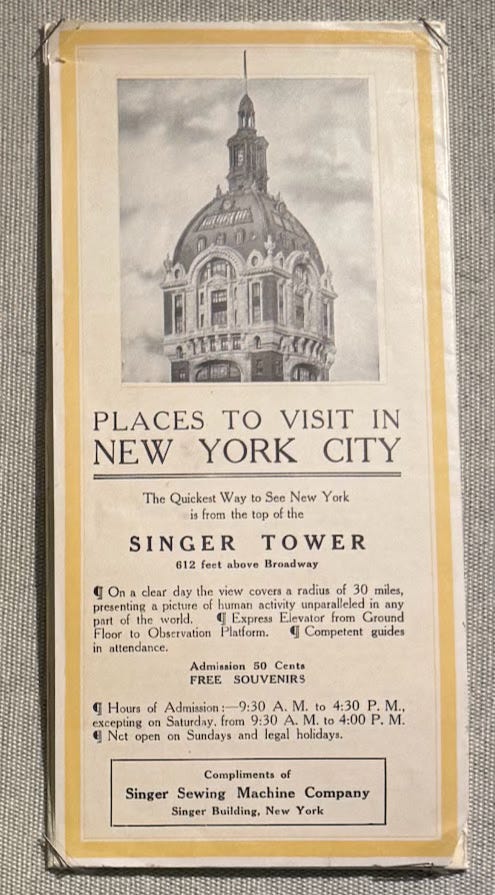 PLACES TO VISIT IN
NEW YORK CITY
The Quickest Way to See New York
is from the top of the
SINGER TOWER
612 feet above Broadway
¶ On a clear day the view covers a radius of 30 miles,
presenting a picture of human activity unparalleled in any
part of the world. ¶ Express Elevator from Ground
Floor to Observation Platform. ¶ Competent guides
in attendance.
Admission 50 Cents
FREE SOUVENIRS
¶ Hours of Admission:—9:30 A. M. to 4:30 P. M.,
excepting on Saturday, from 9:30 A. M. to 4:00 P. M.
¶ Not open on Sundays and legal holidays.
Compliments of
Singer Sewing Machine Company
Singer Building, New York